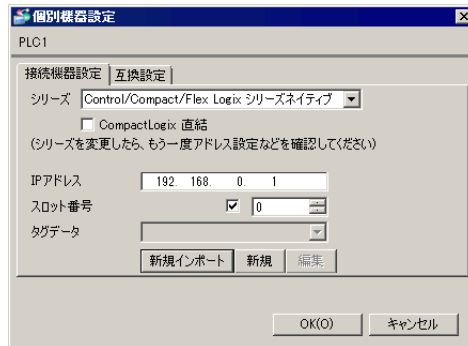 個別機器設定
PLC1
接続機器設定 互換設定
シリーズ Control/Compact/Flex Logix シリーズネイティブ
CompactLogix 直結
(シリーズを変更したら、もう一度アドレス設定などを確認してください)
IPアドレス 192. 168. 0. 1
スロット番号 0
タグデータ
新規インポート 新規 編集
OK(O) キャンセル